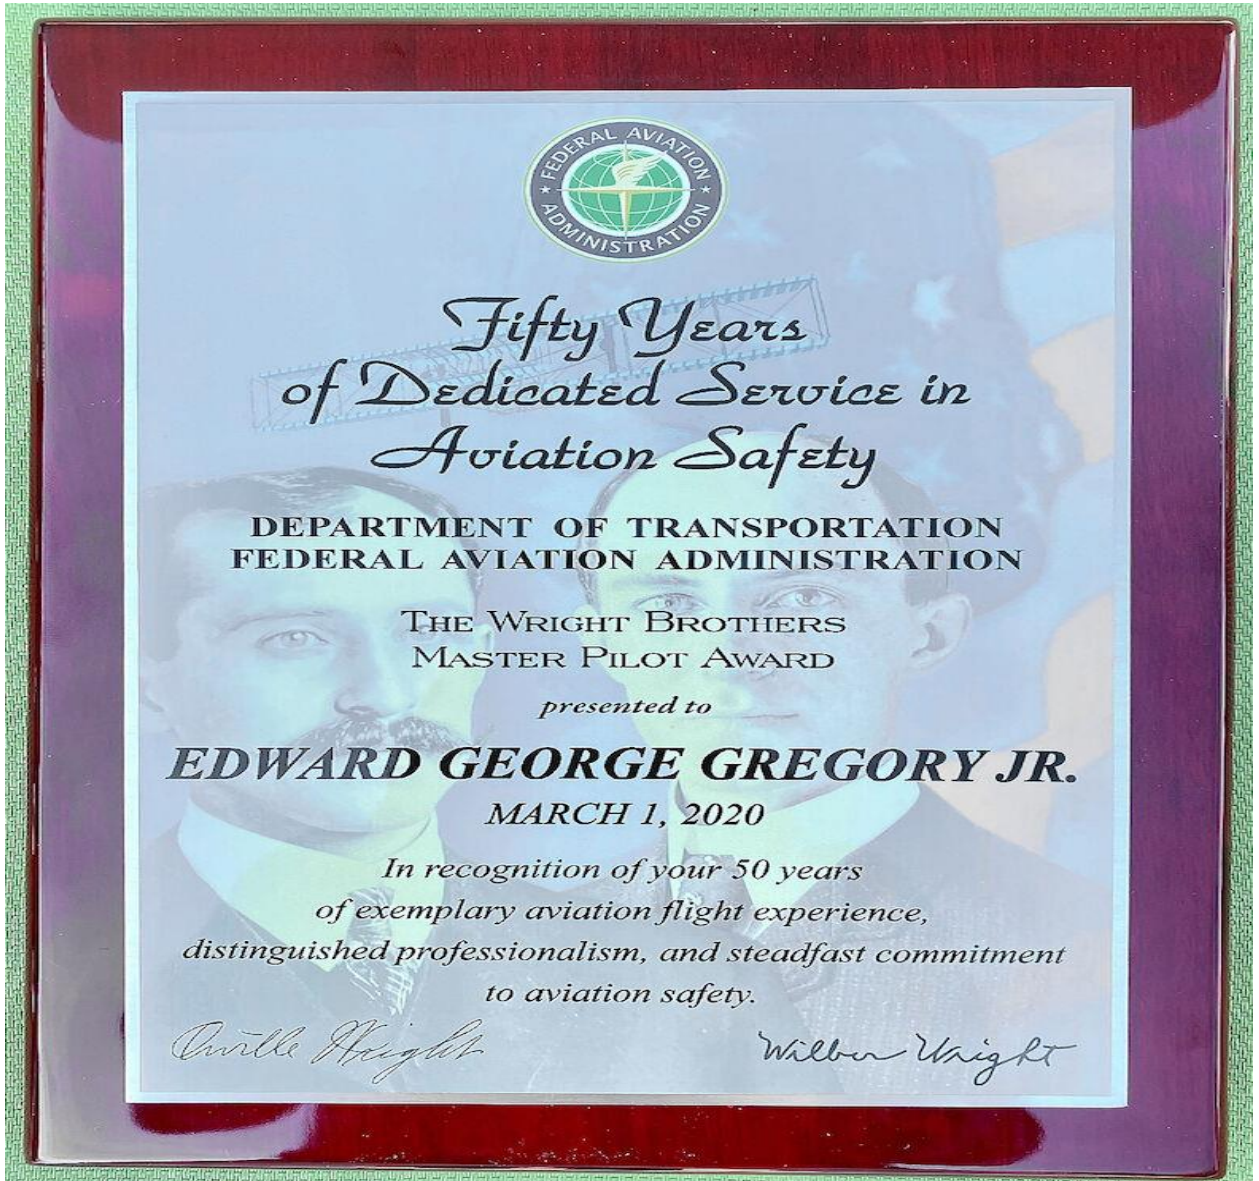 ★ FEDERAL AVIATION ★
ADMINISTRATION
Fifty Years
of Dedicated Service in
Aviation Safety
DEPARTMENT OF TRANSPORTATION
FEDERAL AVIATION ADMINISTRATION
THE WRIGHT BROTHERS
MASTER PILOT AWARD
presented to
EDWARD GEORGE GREGORY JR.
MARCH 1, 2020
In recognition of your 50 years
of exemplary aviation flight experience,
distinguished professionalism, and steadfast commitment
to aviation safety.
Orville Wright
Wilbur Wright